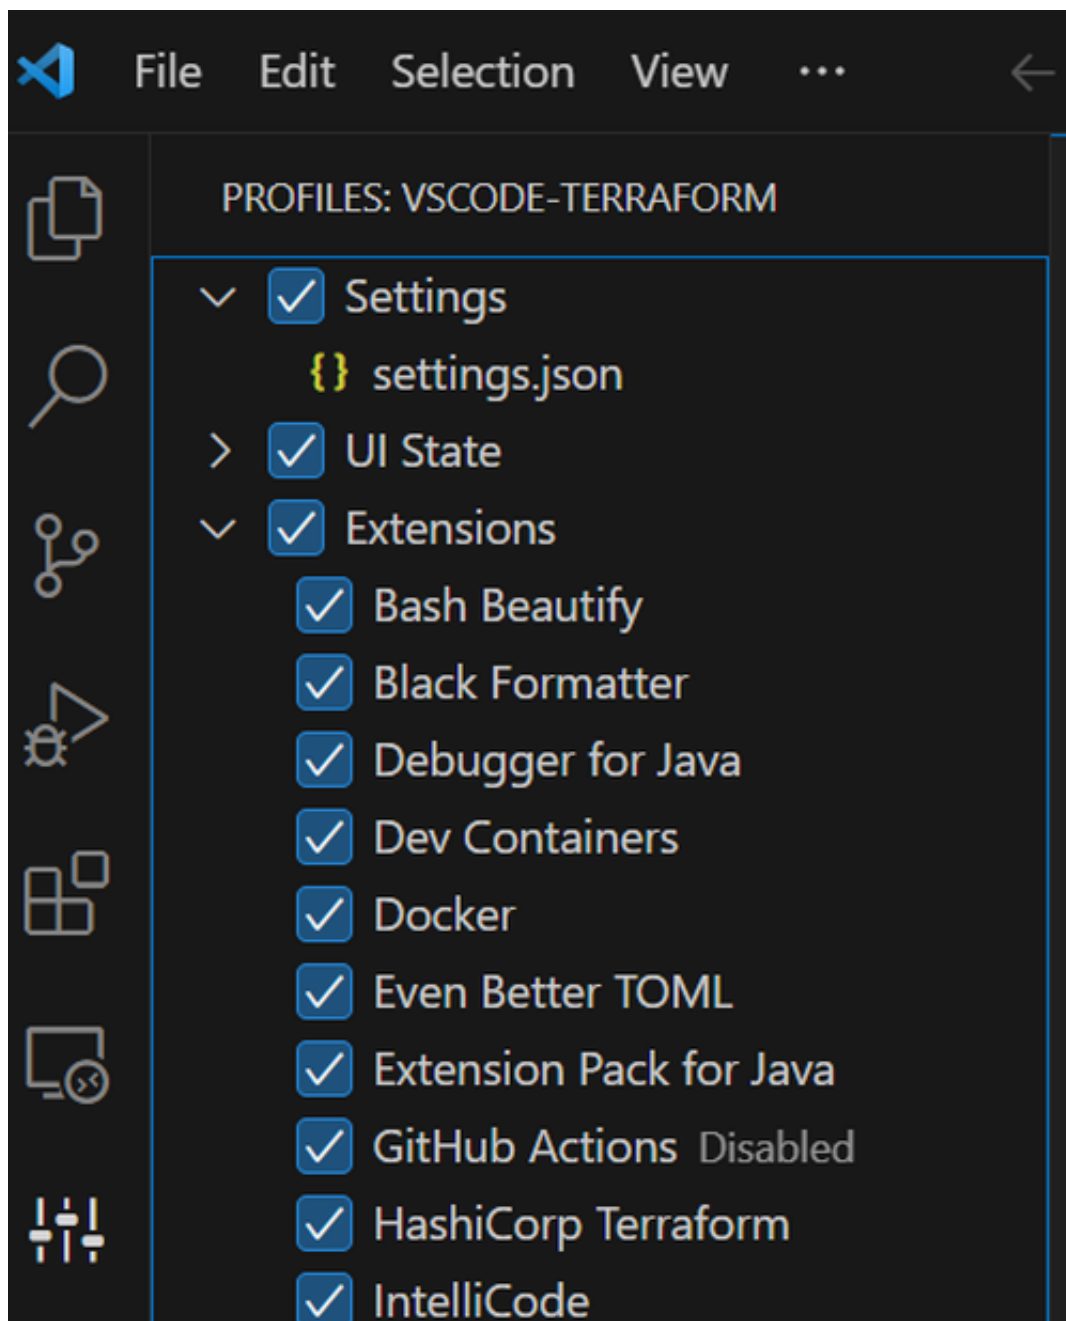 File Edit Selection View ...
PROFILES: VSCODE-TERRAFORM
Settings
{} settings.json
UI State
Extensions
Bash Beautify
Black Formatter
Debugger for Java
Dev Containers
Docker
Even Better TOML
Extension Pack for Java
GitHub Actions Disabled
HashiCorp Terraform
IntelliCode